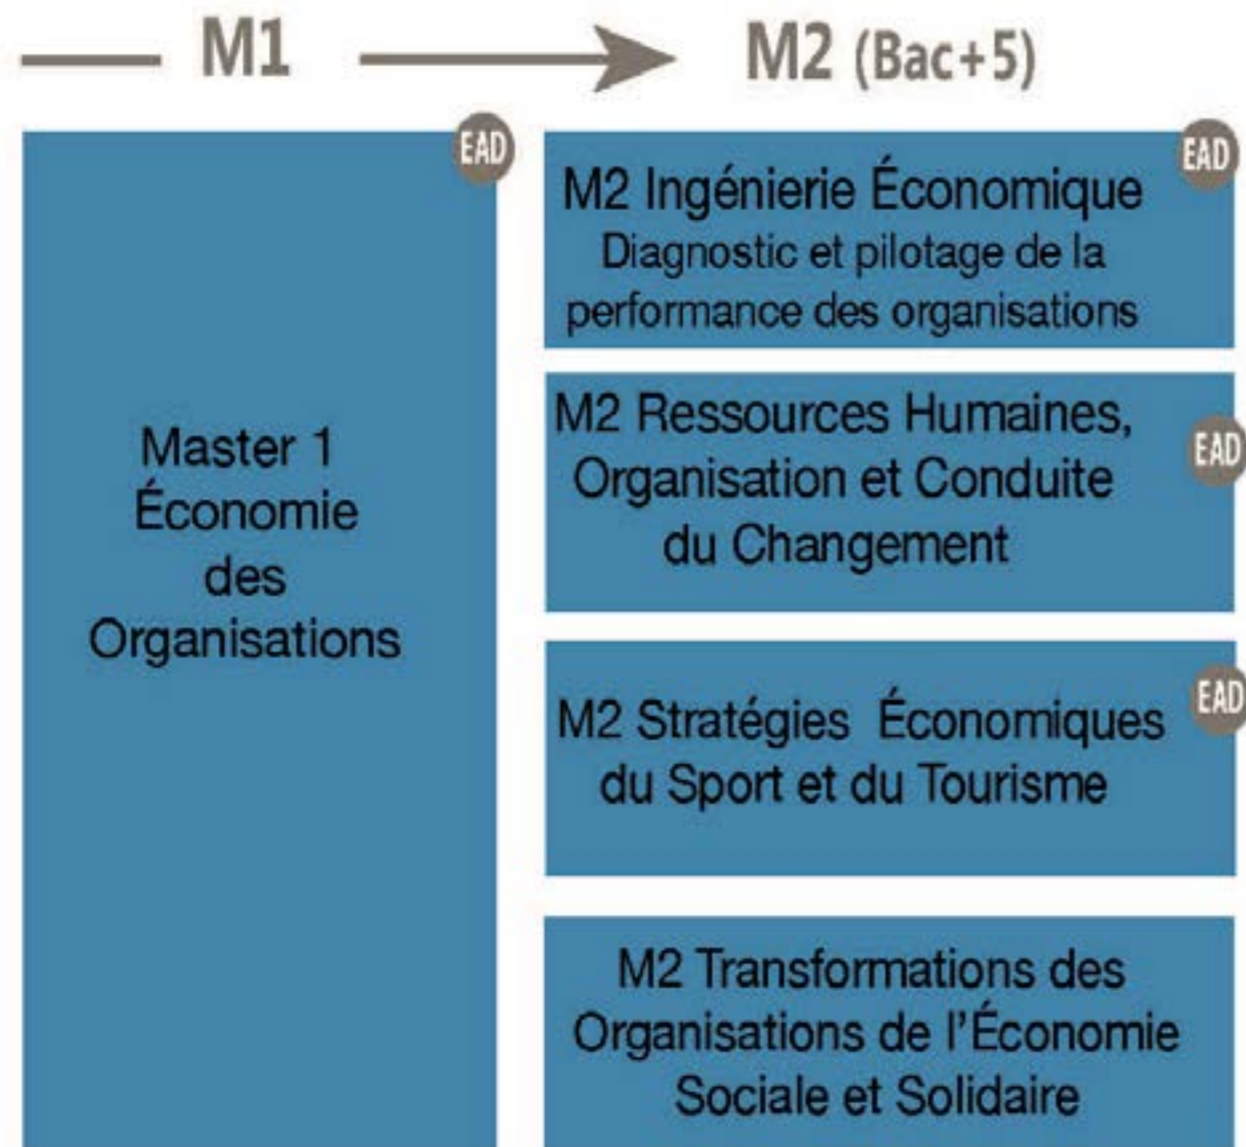 M1
M2 (Bac+5)
EAD
Master 1
Économie
des
Organisations
EAD
M2 Ingénierie Économique
Diagnostic et pilotage de la
performance des organisations
EAD
M2 Ressources Humaines,
Organisation et Conduite
du Changement
EAD
M2 Stratégies Économiques
du Sport et du Tourisme
M2 Transformations des
Organisations de l'Économie
Sociale et Solidaire